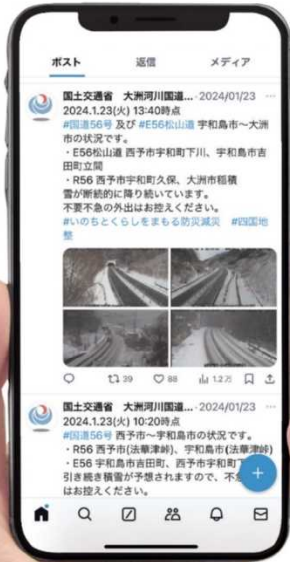 ポスト 返信 メディア
国土交通省 大洲河川国道... · 2024/01/23 ...
2024.1.23(火) 13:40時点
#国道56号 及び #E56松山道 宇和島市～大洲
市の状況です。
・E56松山道 西予市宇和町下川、宇和島市吉
田町立間
・R56 西予市宇和町久保、大洲市稲積
雪が断続的に降り続いています。
不要不急の外出はお控えください。
#いのちとくらしをまもる防災減災 #四国地
整
39 88 1.2万
国土交通省 大洲河川国道... · 2024/01/23 ...
2024.1.23(火) 10:20時点
#国道56号 西予市～宇和島市の状況です。
・R56 西予市(法華津峠)、宇和島市(法華津峠)
・E56 宇和島市吉田町、西予市宇和町
引き続き積雪が予想されますので、不
はお控えください。